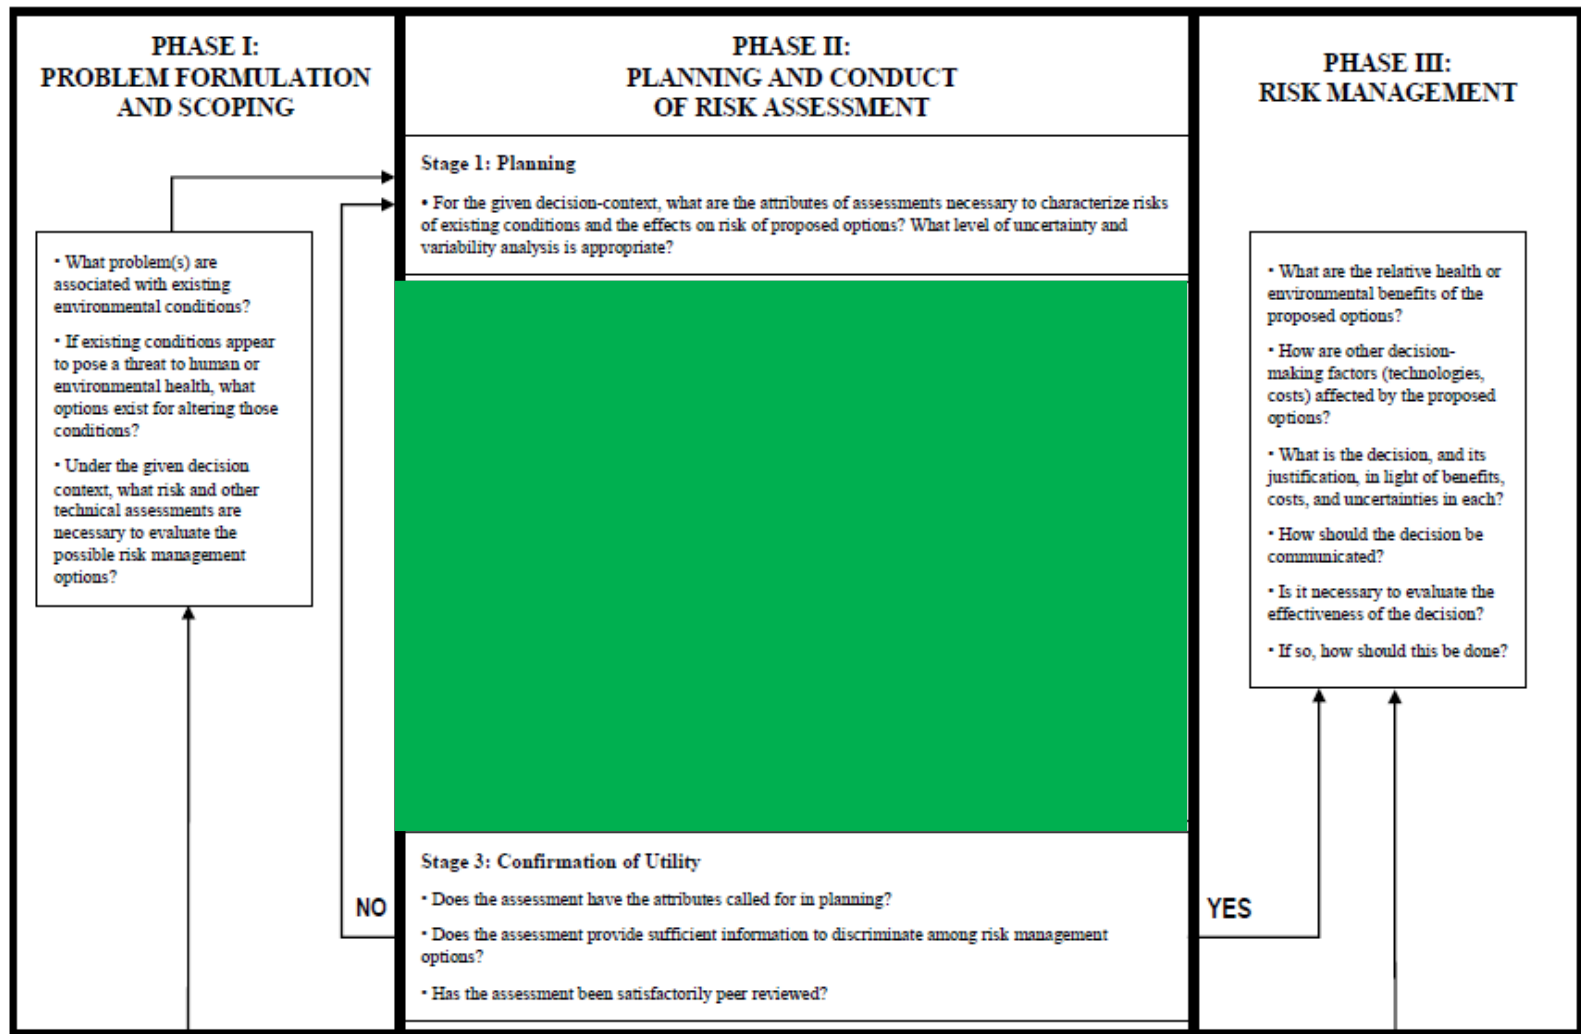 PHASE I:
PROBLEM FORMULATION
AND SCOPING
• What problem(s) are
associated with existing
environmental conditions?
• If existing conditions appear
to pose a threat to human or
environmental health, what
options exist for altering those
conditions?
• Under the given decision
context, what risk and other
technical assessments are
necessary to evaluate the
possible risk management
options?
PHASE II:
PLANNING AND CONDUCT
OF RISK ASSESSMENT
Stage 1: Planning
• For the given decision-context, what are the attributes of assessments necessary to characterize risks
of existing conditions and the effects on risk of proposed options? What level of uncertainty and
variability analysis is appropriate?
Stage 3: Confirmation of Utility
• Does the assessment have the attributes called for in planning?
• Does the assessment provide sufficient information to discriminate among risk management
options?
• Has the assessment been satisfactorily peer reviewed?
NO
YES
PHASE III:
RISK MANAGEMENT
• What are the relative health or
environmental benefits of the
proposed options?
• How are other decision-
making factors (technologies,
costs) affected by the proposed
options?
• What is the decision, and its
justification, in light of benefits,
costs, and uncertainties in each?
• How should the decision be
communicated?
• Is it necessary to evaluate the
effectiveness of the decision?
• If so, how should this be done?